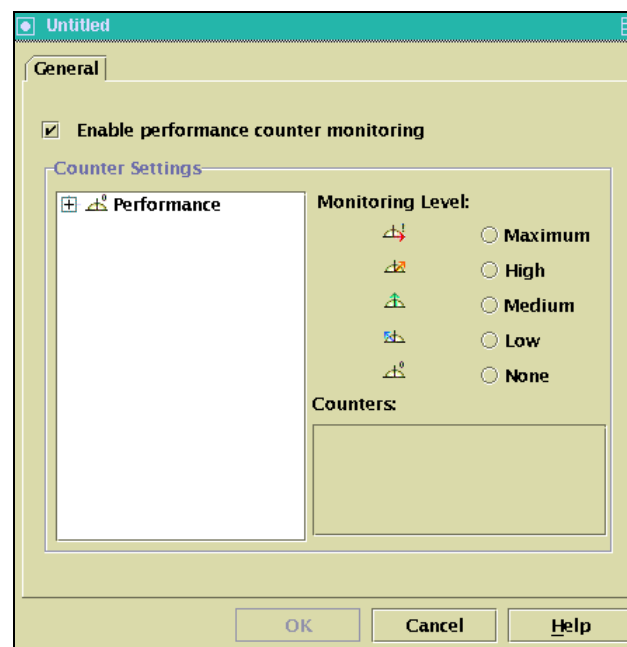 Untitled
General
Enable performance counter monitoring
Counter Settings
Performance
Monitoring Level:
Maximum
High
Medium
Low
None
Counters:
OK
Cancel
Help